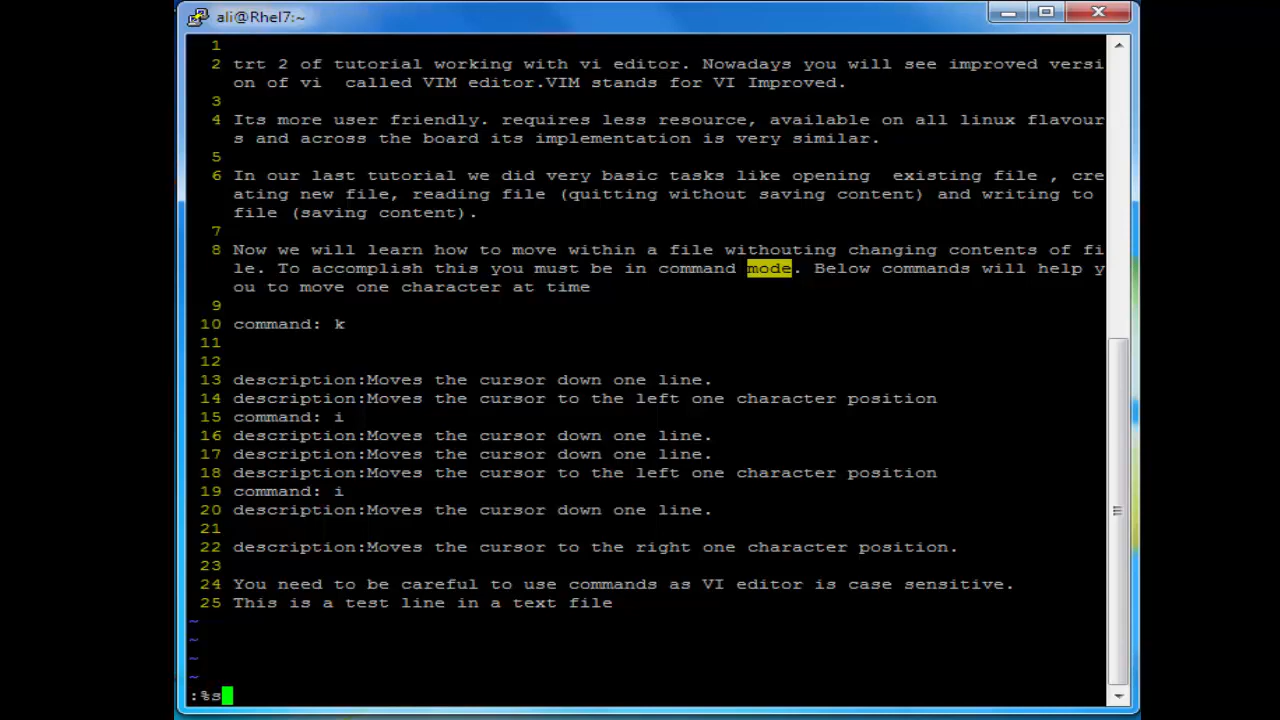 ali@Rhel7:~
1
2 trt 2 of tutorial working with vi editor. Nowadays you will see improved versi
on of vi  called VIM editor.VIM stands for VI Improved.
3
4 Its more user friendly. requires less resource, available on all linux flavour
s and across the board its implementation is very similar.
5
6 In our last tutorial we did very basic tasks like opening  existing file , cre
ating new file, reading file (quitting without saving content) and writing to
file (saving content).
7
8 Now we will learn how to move within a file withouting changing contents of fi
le. To accomplish this you must be in command mode. Below commands will help y
ou to move one character at time
9
10 command: k
11
12
13 description:Moves the cursor down one line.
14 description:Moves the cursor to the left one character position
15 command: i
16 description:Moves the cursor down one line.
17 description:Moves the cursor down one line.
18 description:Moves the cursor to the left one character position
19 command: i
20 description:Moves the cursor down one line.
21
22 description:Moves the cursor to the right one character position.
23
24 You need to be careful to use commands as VI editor is case sensitive.
25 This is a test line in a text file
~
~
~
~
:%s